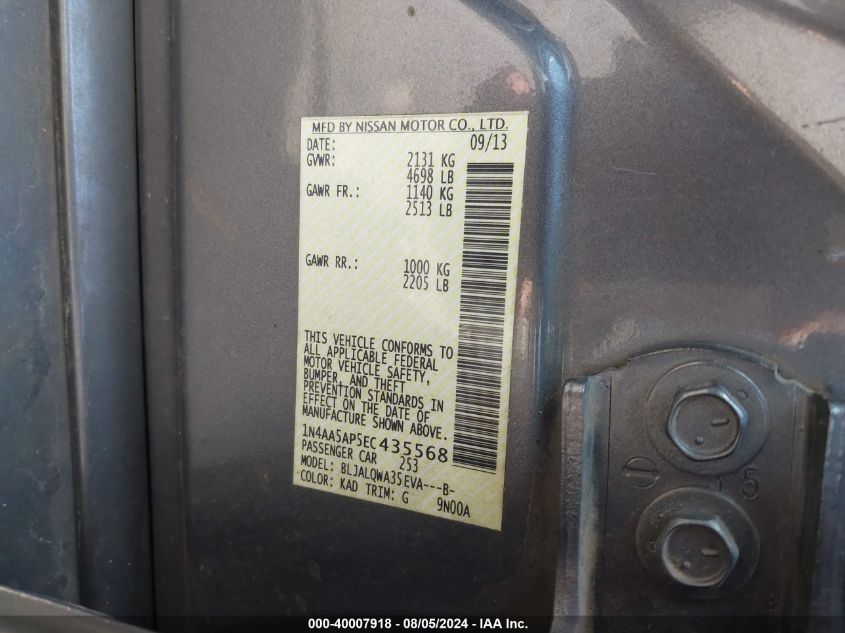 MFD BY NISSAN MOTOR CO., LTD.
DATE: 09/13
GVWR: 2131 KG
4698 LB
GAWR FR.: 1140 KG
2513 LB
GAWR RR.: 1000 KG
2205 LB
THIS VEHICLE CONFORMS TO
ALL APPLICABLE FEDERAL
MOTOR VEHICLE SAFETY,
BUMPER, AND THEFT
PREVENTION STANDARDS IN
EFFECT ON THE DATE OF
MANUFACTURE SHOWN ABOVE.
1N4AA5AP5EC435568
PASSENGER CAR 253
MODEL: BLJALQWA35EVA---B-
COLOR: KAD TRIM: G 9N00A
000-40007918 | 08/05/2024 | © IAA Inc.